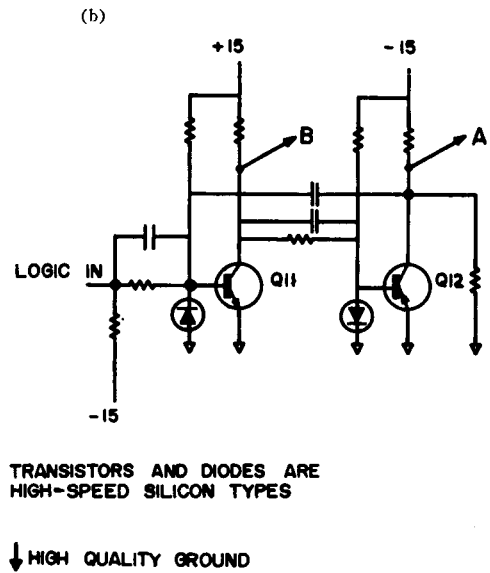 (b)
+15
-15
B
A
Q11
Q12
LOGIC IN
-15
TRANSISTORS AND DIODES ARE
HIGH-SPEED SILICON TYPES
HIGH QUALITY GROUND